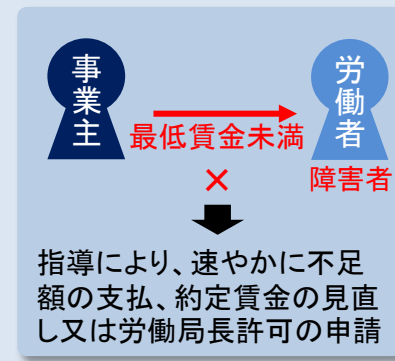 事業主
労働者
最低賃金未満
×
障害者
指導により、速やかに不足
額の支払、約定賃金の見直
し又は労働局長許可の申請